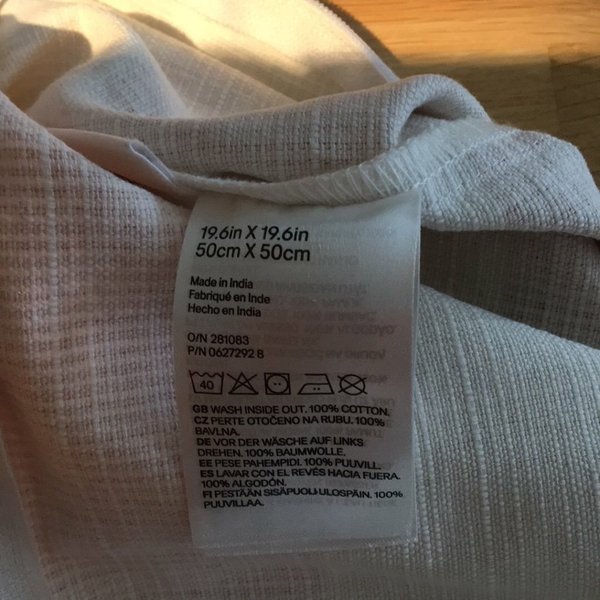 19.6in X 19.6in
50cm X 50cm
Made in India
Fabriqué en Inde
Hecho en India
O/N 281083
P/N 0627292 8
40
GB WASH INSIDE OUT. 100% COTTON.
CZ PERTE OTOČENO NA RUBU. 100%
BAVLNA.
DE VOR DER WÄSCHE AUF LINKS
DREHEN. 100% BAUMWOLLE.
EE PESE PAHEMPIDI. 100% PUUVILL.
ES LAVAR CON EL REVÉS HACIA FUERA.
100% ALGODÓN.
FI PESTÄÄN SISÄPUOLI ULOSPÄIN. 100%
PUUVILLAA.